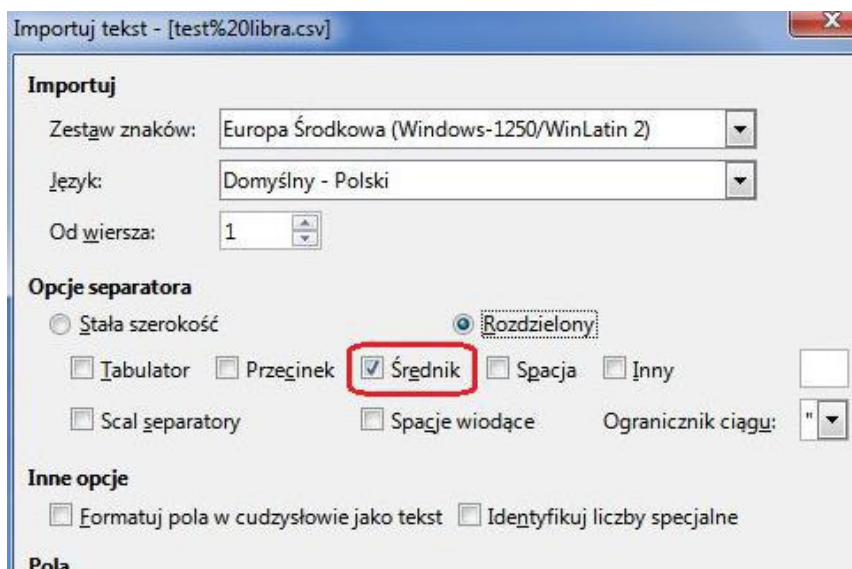 Importuj tekst - [test%20libra.csv]
Importuj
Zestaw znaków: Europa Środkowa (Windows-1250/WinLatin 2)
Język: Domyślny - Polski
Od wiersza: 1
Opcje separatora
Stała szerokość Rozdzielony
Tabulator Przecinek Średnik Spacja Inny
Scal separatory Spacje wiodące Ogranicznik ciągu: "
Inne opcje
Formatuj pola w cudzysłowie jako tekst Identyfikuj liczby specjalne
Pola